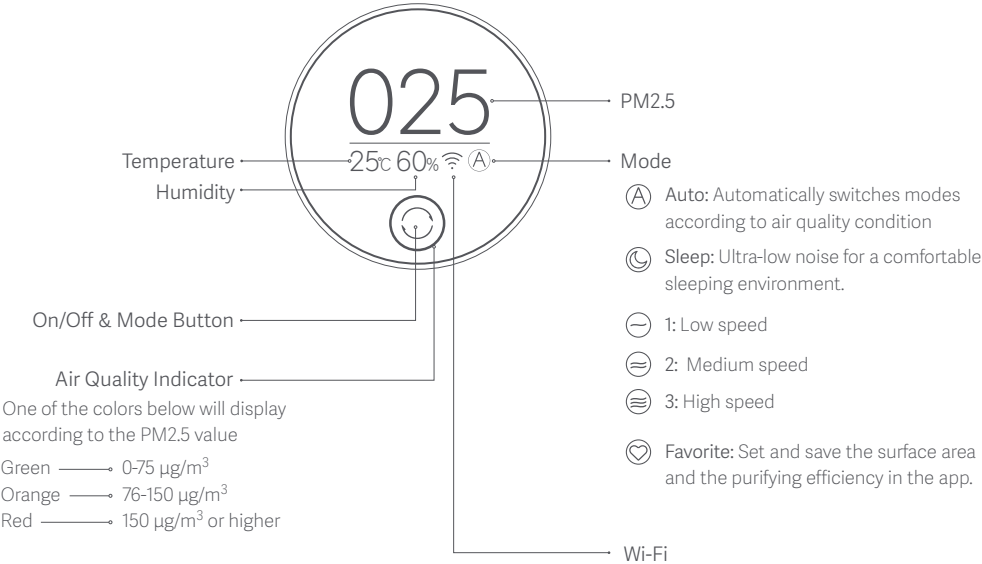 025
25℃ 60%
A
PM2.5
Temperature
Humidity
Mode
A Auto: Automatically switches modes
according to air quality condition
Sleep: Ultra-low noise for a comfortable
sleeping environment.
1: Low speed
2: Medium speed
3: High speed
Favorite: Set and save the surface area
and the purifying efficiency in the app.
On/Off & Mode Button
Air Quality Indicator
One of the colors below will display
according to the PM2.5 value
Green 0-75 µg/m³
Orange 76-150 µg/m³
Red 150 µg/m³ or higher
Wi-Fi